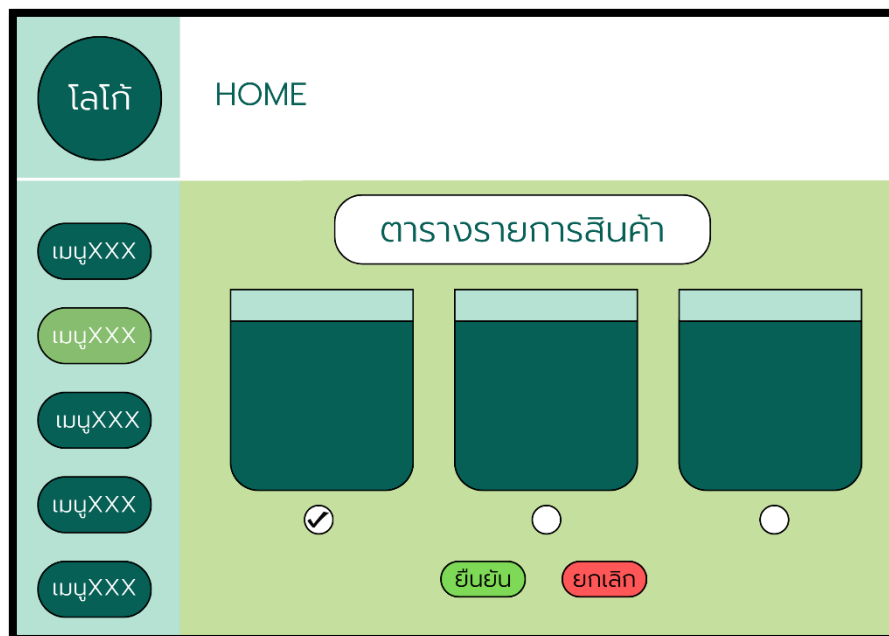 โลโก้
HOME
ตารางรายการสินค้า
เมนูXXX
เมนูXXX
เมนูXXX
เมนูXXX
เมนูXXX
ยืนยัน
ยกเลิก